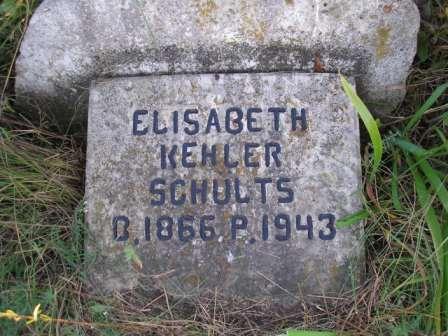 ELISABETH
KEHLER
SCHULTS
B. 1866 P. 1943